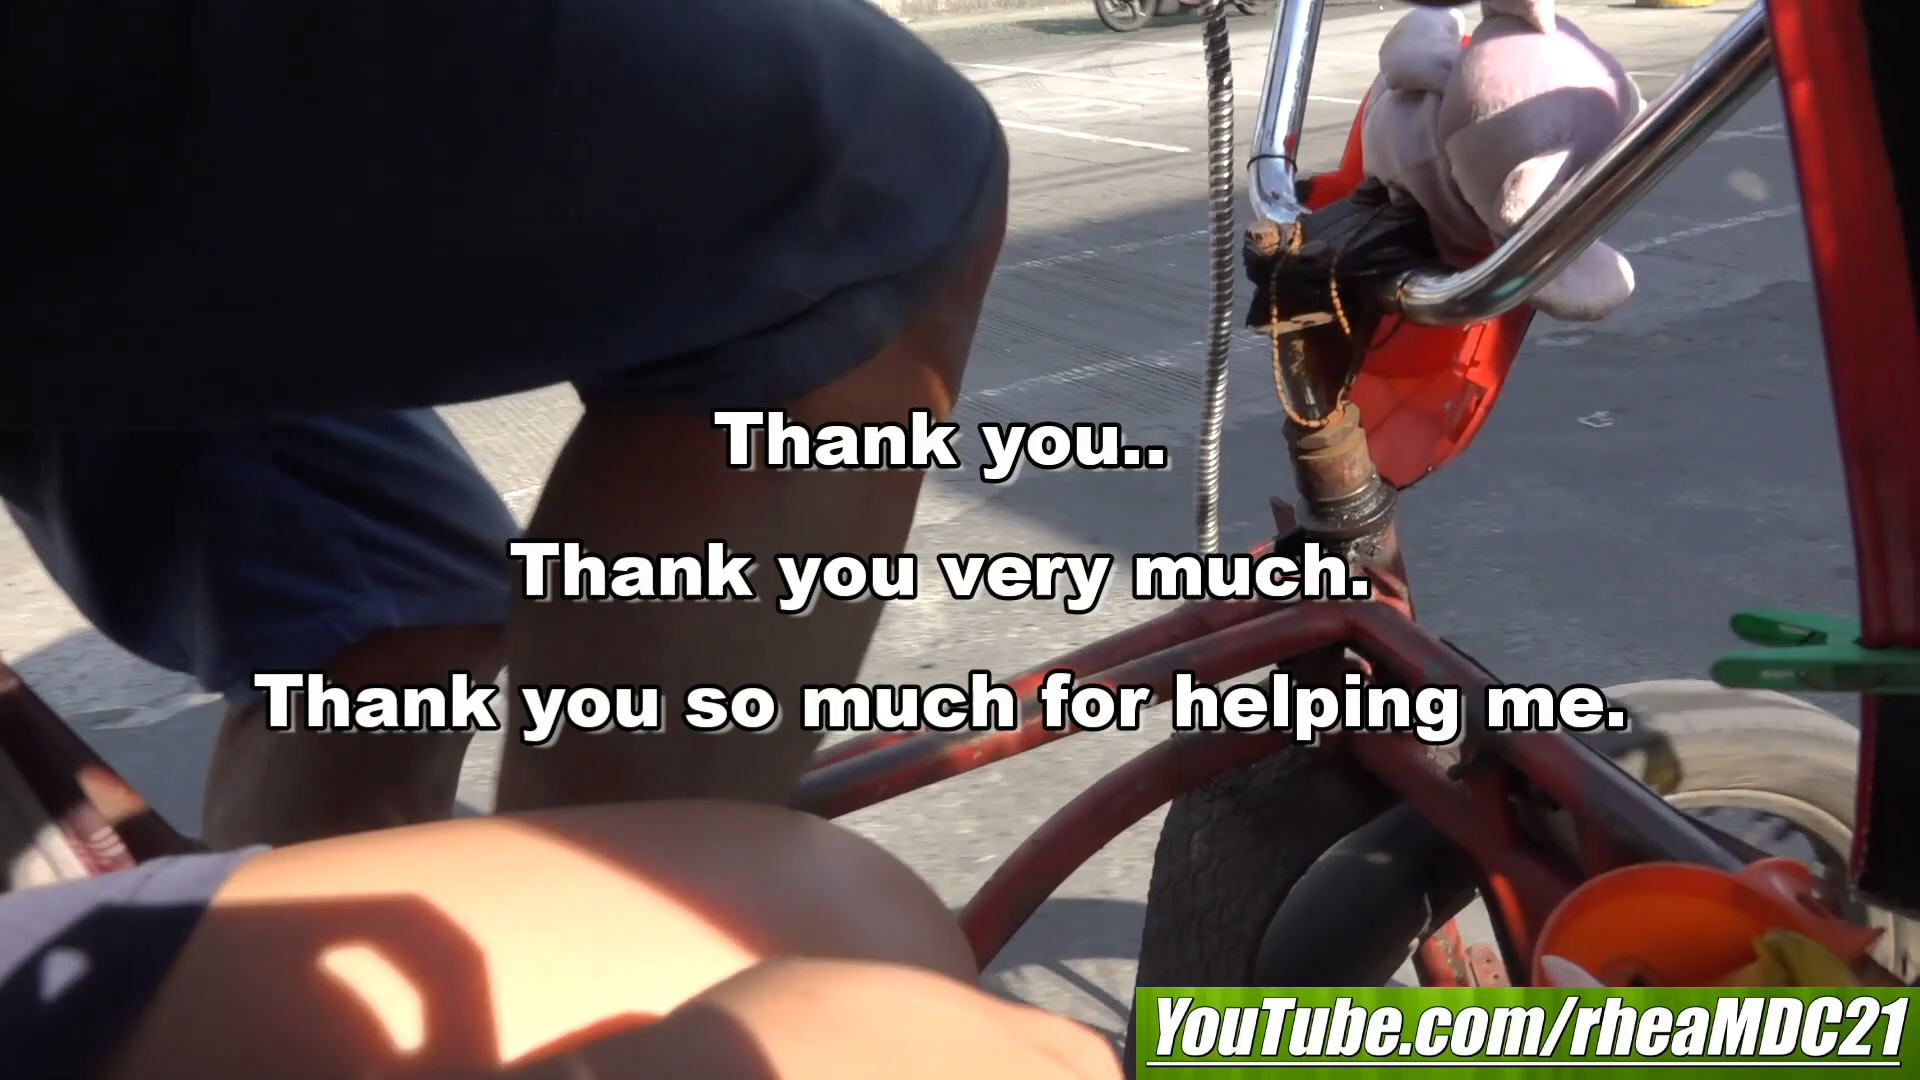 Thank you..
Thank you very much.
Thank you so much for helping me.
YouTube.com/rheaMDC21